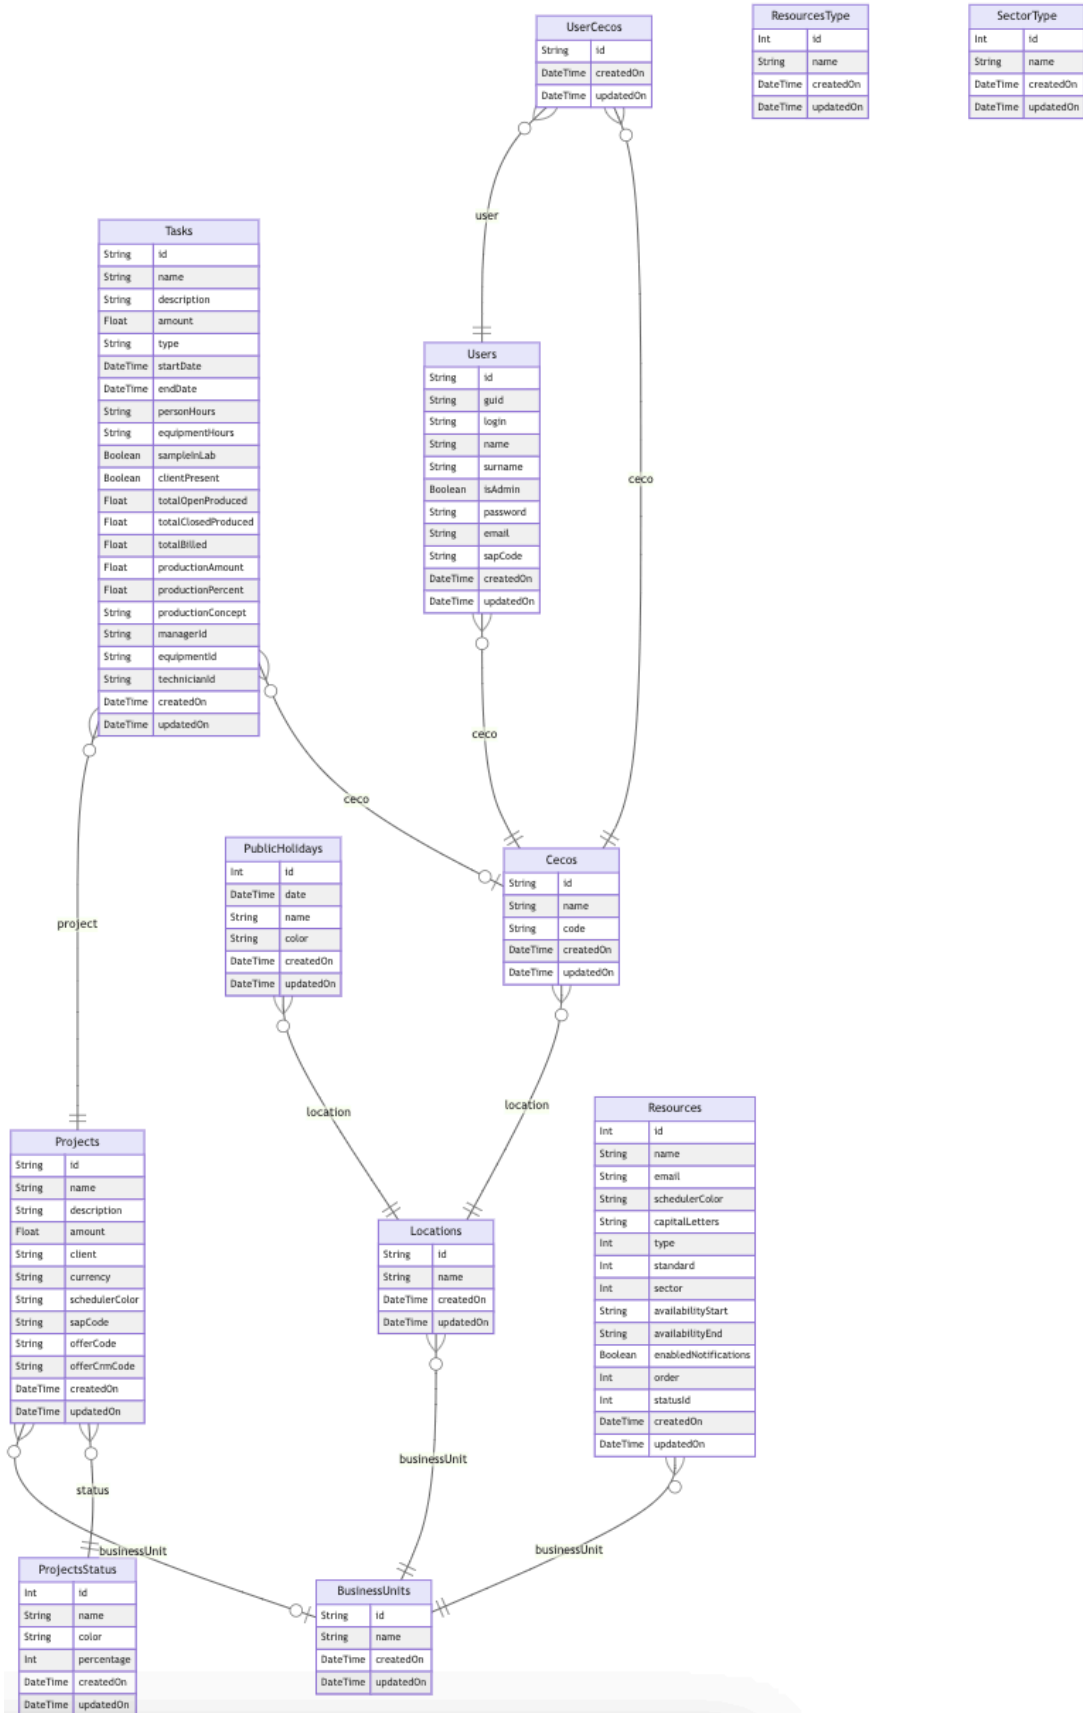 UserCecos
String id
DateTime createdOn
DateTime updatedOn
ResourcesType
Int id
String name
DateTime createdOn
DateTime updatedOn
SectorType
Int id
String name
DateTime createdOn
DateTime updatedOn
user
ceco
Tasks
String id
String name
String description
Float amount
String type
DateTime startDate
DateTime endDate
String personHours
String equipmentHours
Boolean sampleInLab
Boolean clientPresent
Float totalOpenProduced
Float totalClosedProduced
Float totalBilled
Float productionAmount
Float productionPercent
String productionConcept
String managerId
String equipmentId
String technicianId
DateTime createdOn
DateTime updatedOn
Users
String id
String guid
String login
String name
String surname
Boolean isAdmin
String password
String email
String sapCode
DateTime createdOn
DateTime updatedOn
ceco
ceco
project
PublicHolidays
Int id
DateTime date
String name
String color
DateTime createdOn
DateTime updatedOn
Cecos
String id
String name
String code
DateTime createdOn
DateTime updatedOn
location
location
Projects
String id
String name
String description
Float amount
String client
String currency
String schedulerColor
String sapCode
String offerCode
String offerCrmCode
DateTime createdOn
DateTime updatedOn
Locations
String id
String name
DateTime createdOn
DateTime updatedOn
Resources
Int id
String name
String email
String schedulerColor
String capitalLetters
Int type
Int standard
Int sector
String availabilityStart
String availabilityEnd
Boolean enabledNotifications
Int order
Int statusId
DateTime createdOn
DateTime updatedOn
status
businessUnit
businessUnit
businessUnit
ProjectsStatus
Int id
String name
String color
Int percentage
DateTime createdOn
DateTime updatedOn
BusinessUnits
String id
String name
DateTime createdOn
DateTime updatedOn